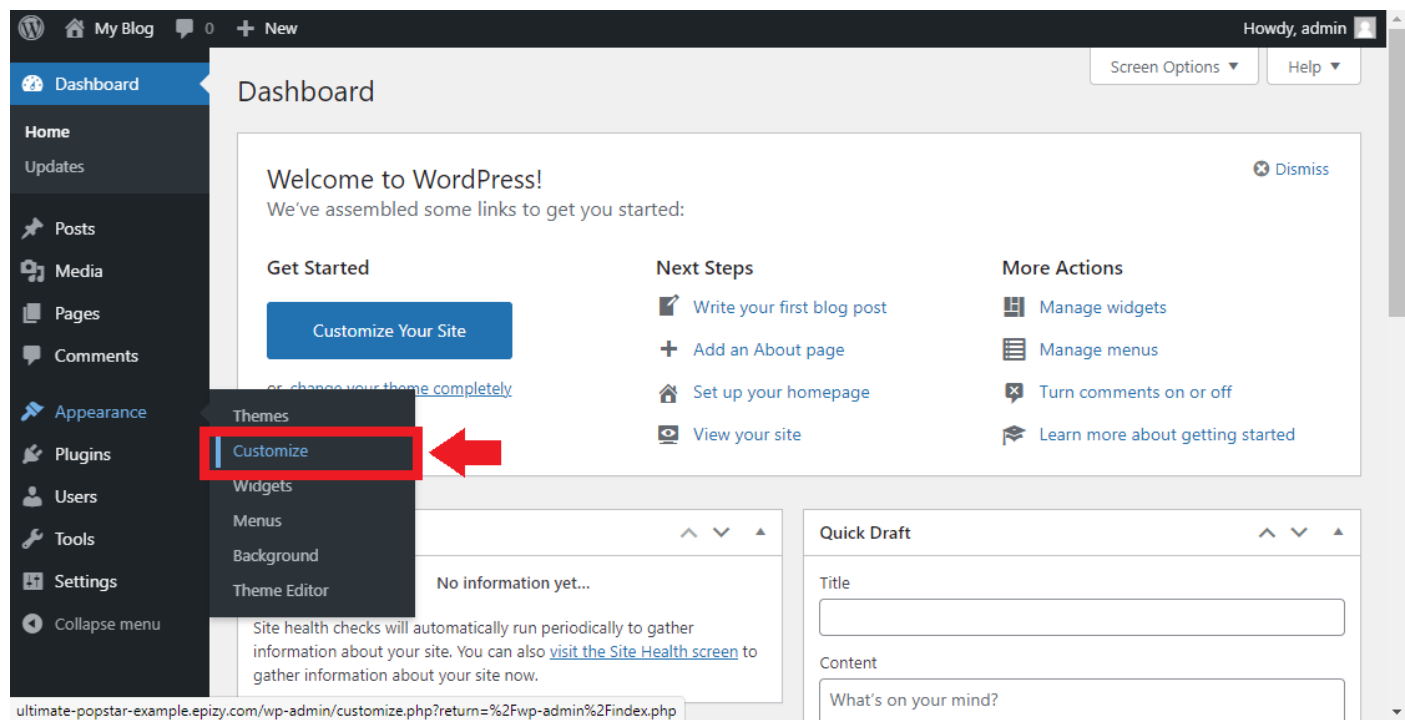 My Blog 0 New Howdy, admin
Screen Options Help
Dashboard
Home
Updates
Posts
Media
Pages
Comments
Appearance
Plugins
Users
Tools
Settings
Collapse menu
Themes
Customize
Widgets
Menus
Background
Theme Editor
Dashboard
Welcome to WordPress!
We've assembled some links to get you started:
Dismiss
Get Started
Customize Your Site
or, change your theme completely
Next Steps
Write your first blog post
Add an About page
Set up your homepage
View your site
More Actions
Manage widgets
Manage menus
Turn comments on or off
Learn more about getting started
No information yet...
Site health checks will automatically run periodically to gather
information about your site. You can also visit the Site Health screen to
gather information about your site now.
Quick Draft
Title
Content
What's on your mind?
ultimate-popstar-example.epizy.com/wp-admin/customize.php?return=%2Fwp-admin%2Findex.php